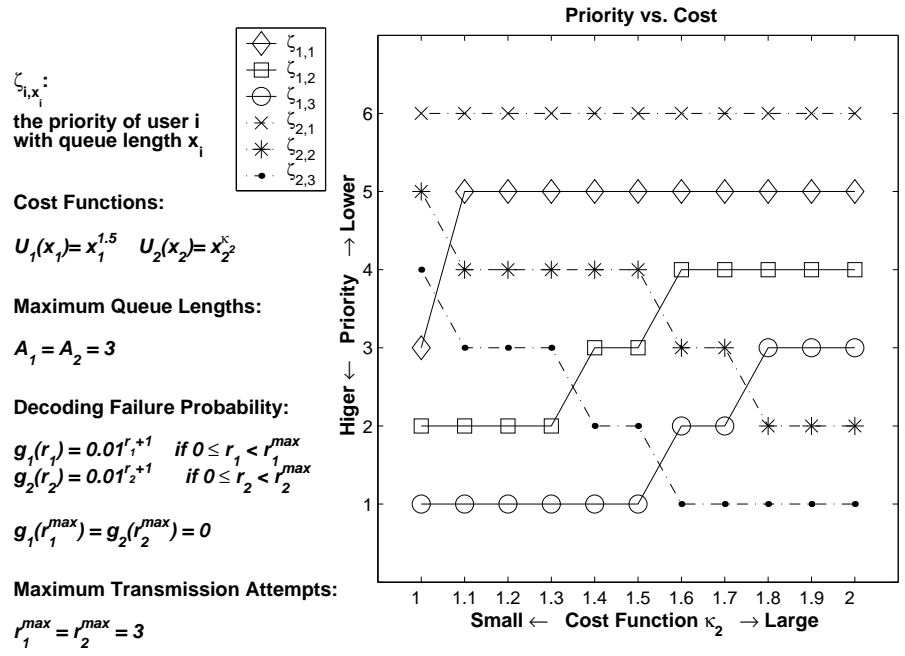 Priority vs. Cost
ζi,xi:
the priority of user i
with queue length xi
Cost Functions:
U1(x1)= x1^1.5 U2(x2)= x2^κ2
Maximum Queue Lengths:
A1 = A2 = 3
Decoding Failure Probability:
g1(r1) = 0.01^r1+1 if 0 ≤ r1 < r1^max
g2(r2) = 0.01^r2+1 if 0 ≤ r2 < r2^max
g1(r1^max) = g2(r2^max) = 0
Maximum Transmission Attempts:
r1^max = r2^max = 3
ζ1,1
ζ1,2
ζ1,3
ζ2,1
ζ2,2
ζ2,3
Higer ← Priority → Lower
6
5
4
3
2
1
1 1.1 1.2 1.3 1.4 1.5 1.6 1.7 1.8 1.9 2
Small ← Cost Function κ2 → Large